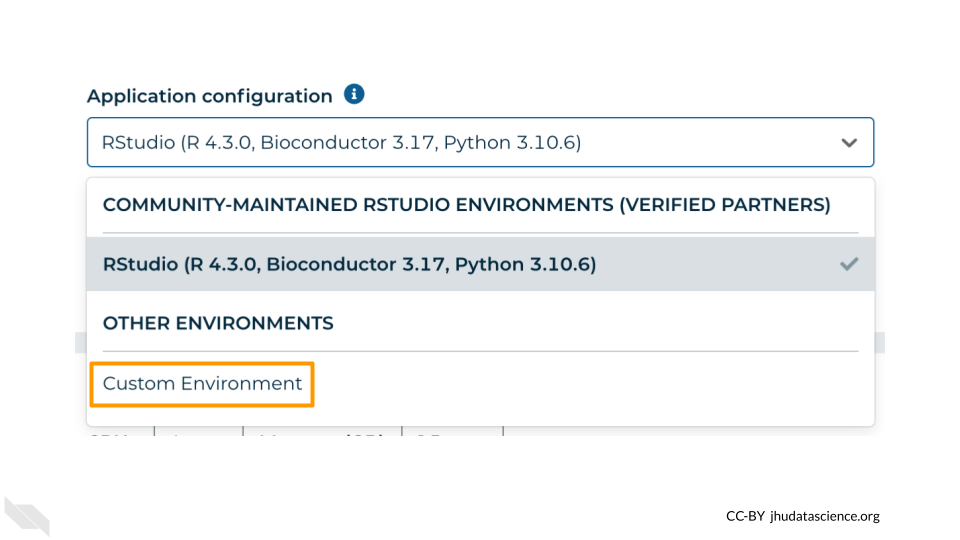 Application configuration
RStudio (R 4.3.0, Bioconductor 3.17, Python 3.10.6)
COMMUNITY-MAINTAINED RSTUDIO ENVIRONMENTS (VERIFIED PARTNERS)
RStudio (R 4.3.0, Bioconductor 3.17, Python 3.10.6)
OTHER ENVIRONMENTS
Custom Environment
CC-BY jhudatascience.org